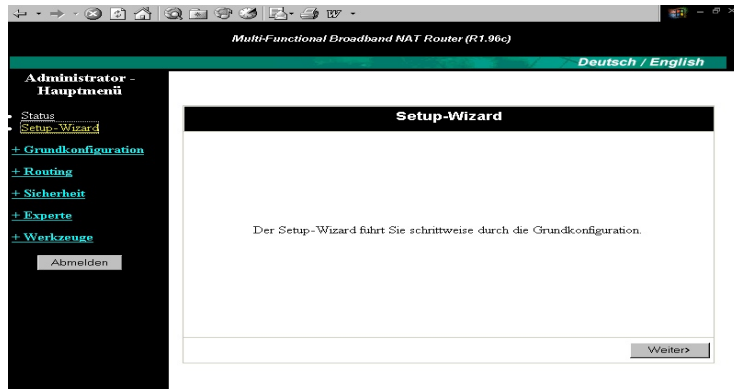 Multi-Functional Broadband NAT Router (R1.96c)
Deutsch / English
Administrator -
Hauptmenü
Status
Setup-Wizard
+ Grundkonfiguration
+ Routing
+ Sicherheit
+ Experte
+ Werkzeuge
Abmelden
Setup-Wizard
Der Setup-Wizard führt Sie schrittweise durch die Grundkonfiguration.
Weiter>